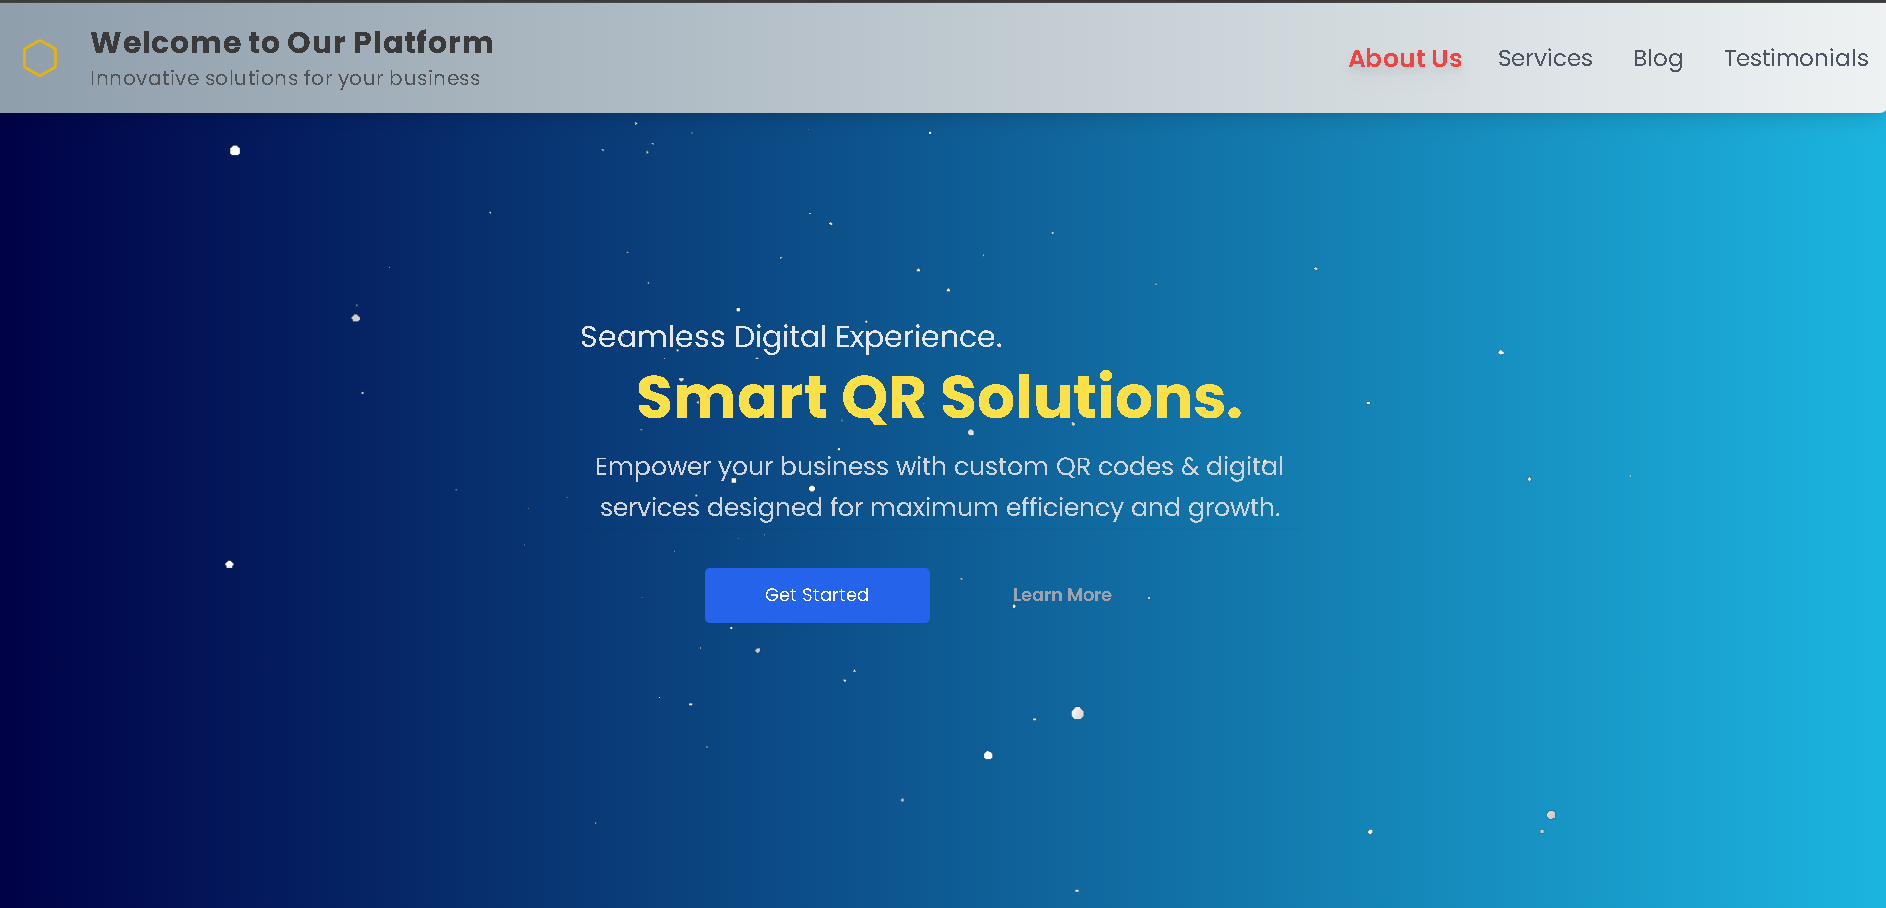 Welcome to Our Platform
Innovative solutions for your business
About Us Services Blog Testimonials
Seamless Digital Experience.
Smart QR Solutions.
Empower your business with custom QR codes & digital
services designed for maximum efficiency and growth.
Get Started Learn More